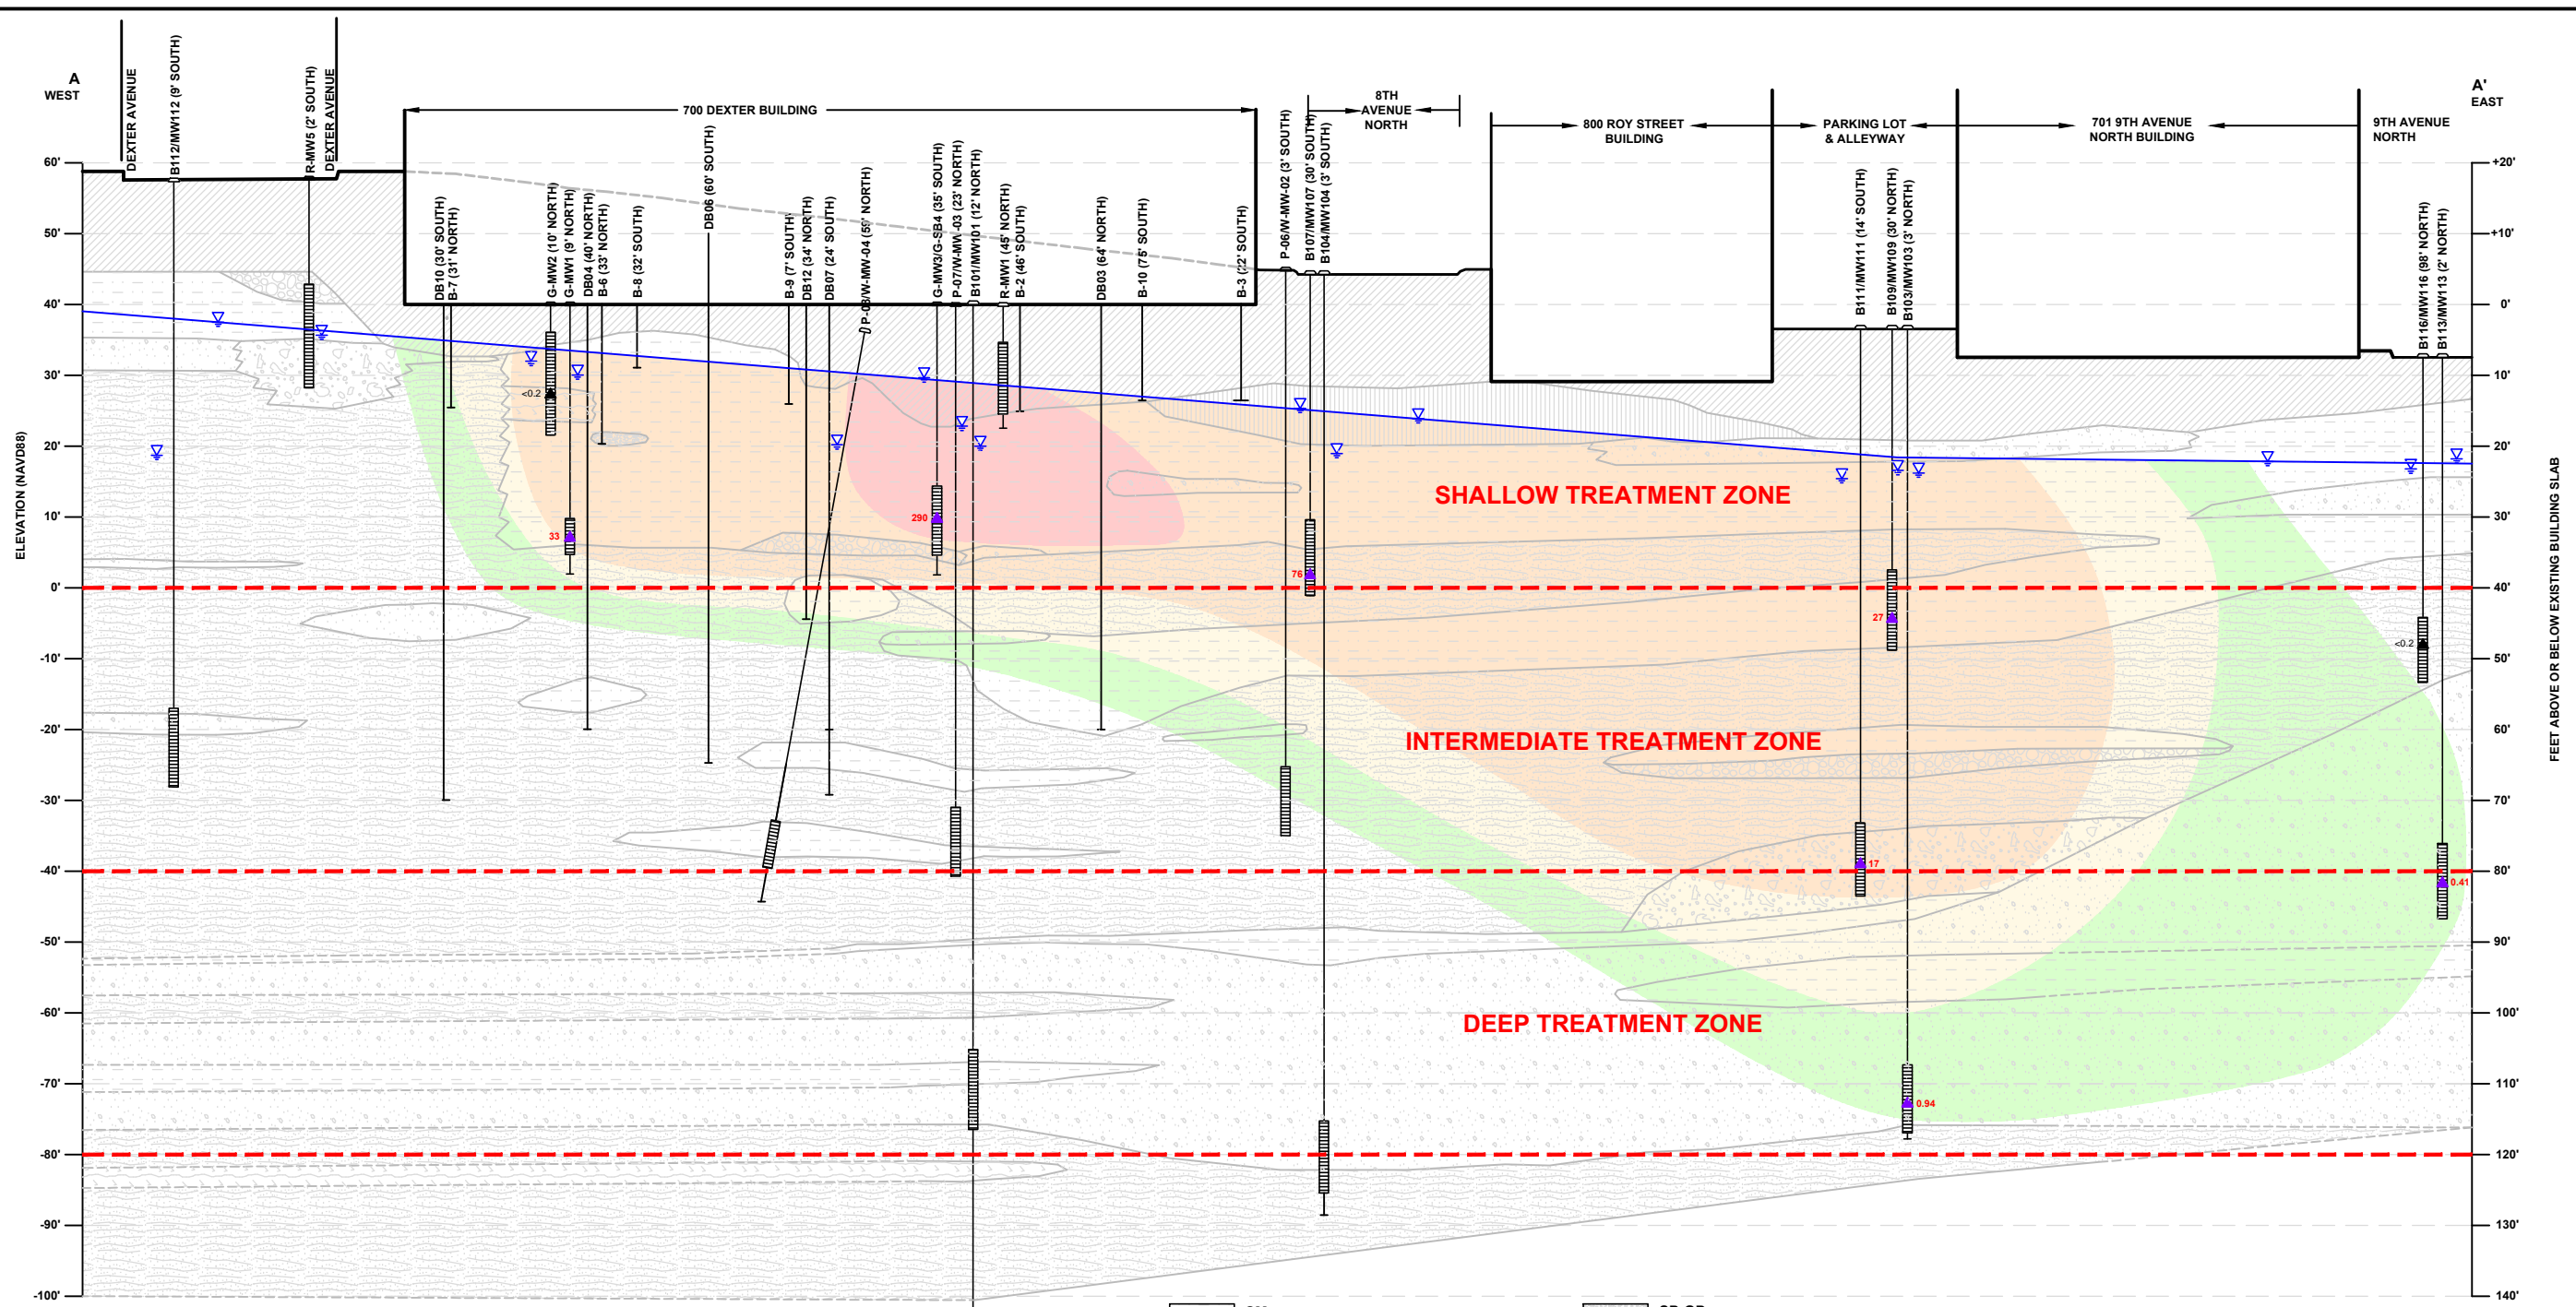 A
WEST
DEXTER AVENUE
B112/MW112 (9' SOUTH)
R-MW5 (2' SOUTH)
DEXTER AVENUE
700 DEXTER BUILDING
8TH
AVENUE
NORTH
800 ROY STREET
BUILDING
PARKING LOT
& ALLEYWAY
701 9TH AVENUE
NORTH BUILDING
9TH AVENUE
NORTH
A'
EAST
DB10 (30' SOUTH)
B-7 (31' NORTH)
G-MW2 (10' NORTH)
G-MW1 (9' NORTH)
DB04 (40' NORTH)
B-6 (33' NORTH)
B-8 (32' SOUTH)
DB06 (60' SOUTH)
B-9 (7' SOUTH)
DB12 (34' NORTH)
DB07 (24' SOUTH)
P-08/W-MW-04 (59' NORTH)
G-MW3/G-SB4 (35' SOUTH)
P-07/W-MW-03 (23' NORTH)
B101/MW101 (12' NORTH)
R-MW1 (45' NORTH)
B-2 (46' SOUTH)
DB03 (64' NORTH)
B-10 (75' SOUTH)
B-3 (22' SOUTH)
P-06/W-MW-02 (3' SOUTH)
B107/MW107 (30' SOUTH)
B104/MW104 (3' SOUTH)
B111/MW111 (14' SOUTH)
B109/MW109 (30' NORTH)
B103/MW103 (3' NORTH)
B116/MW116 (98' NORTH)
B113/MW113 (2' NORTH)
ELEVATION (NAVD88)
60'
50'
40'
30'
20'
10'
0'
-10'
-20'
-30'
-40'
-50'
-60'
-70'
-80'
-90'
-100'
<0.2
33
290
76
27
17
0.94
<0.2
0.41
SHALLOW TREATMENT ZONE
INTERMEDIATE TREATMENT ZONE
DEEP TREATMENT ZONE
+20'
+10'
0'
10'
20'
30'
40'
50'
60'
70'
80'
90'
100'
110'
120'
130'
140'
FEET ABOVE OR BELOW EXISTING BUILDING SLAB